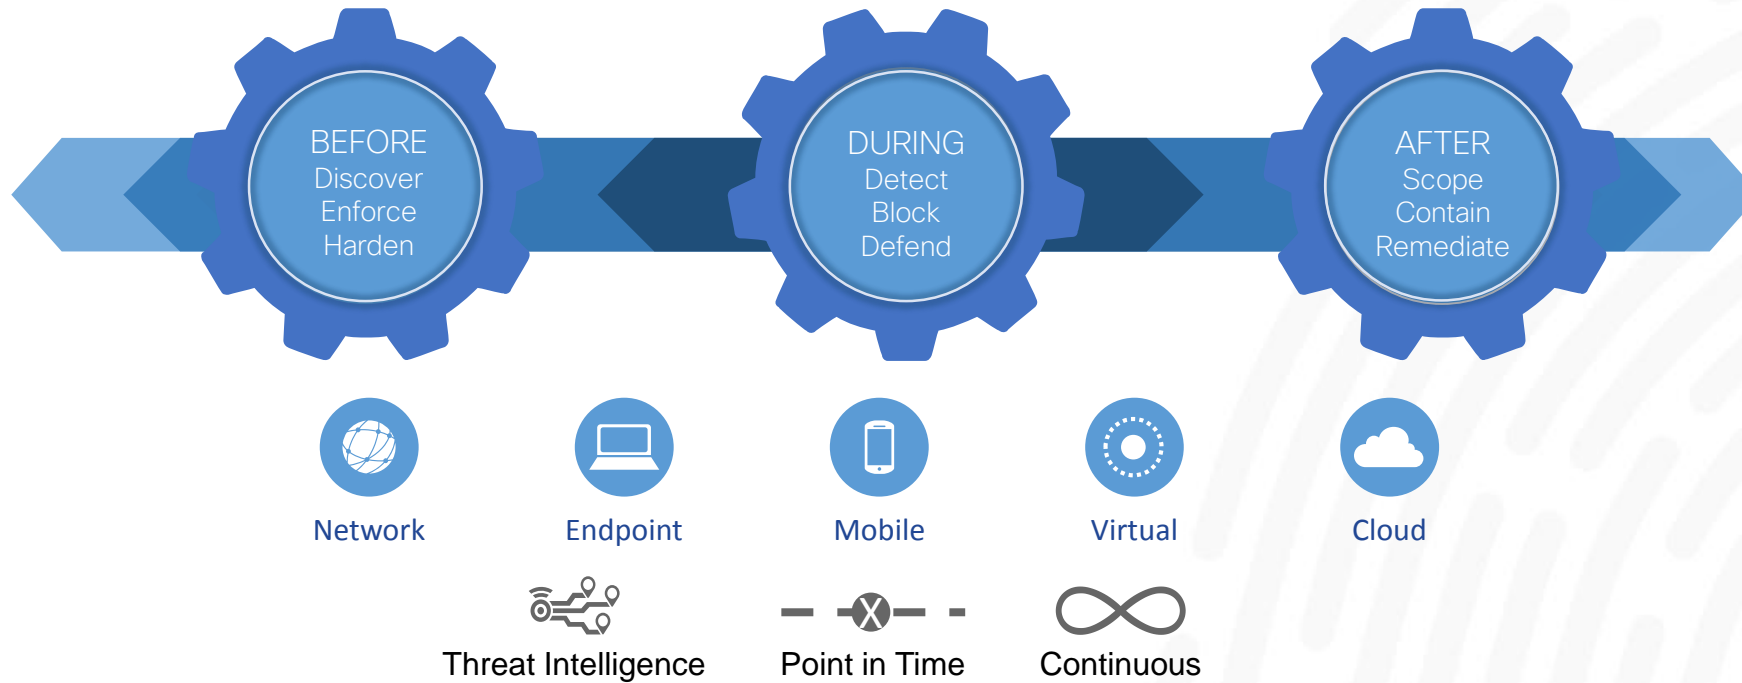 BEFORE
Discover
Enforce
Harden
DURING
Detect
Block
Defend
AFTER
Scope
Contain
Remediate
Network
Endpoint
Mobile
Virtual
Cloud
X
Threat Intelligence
Point in Time
Continuous